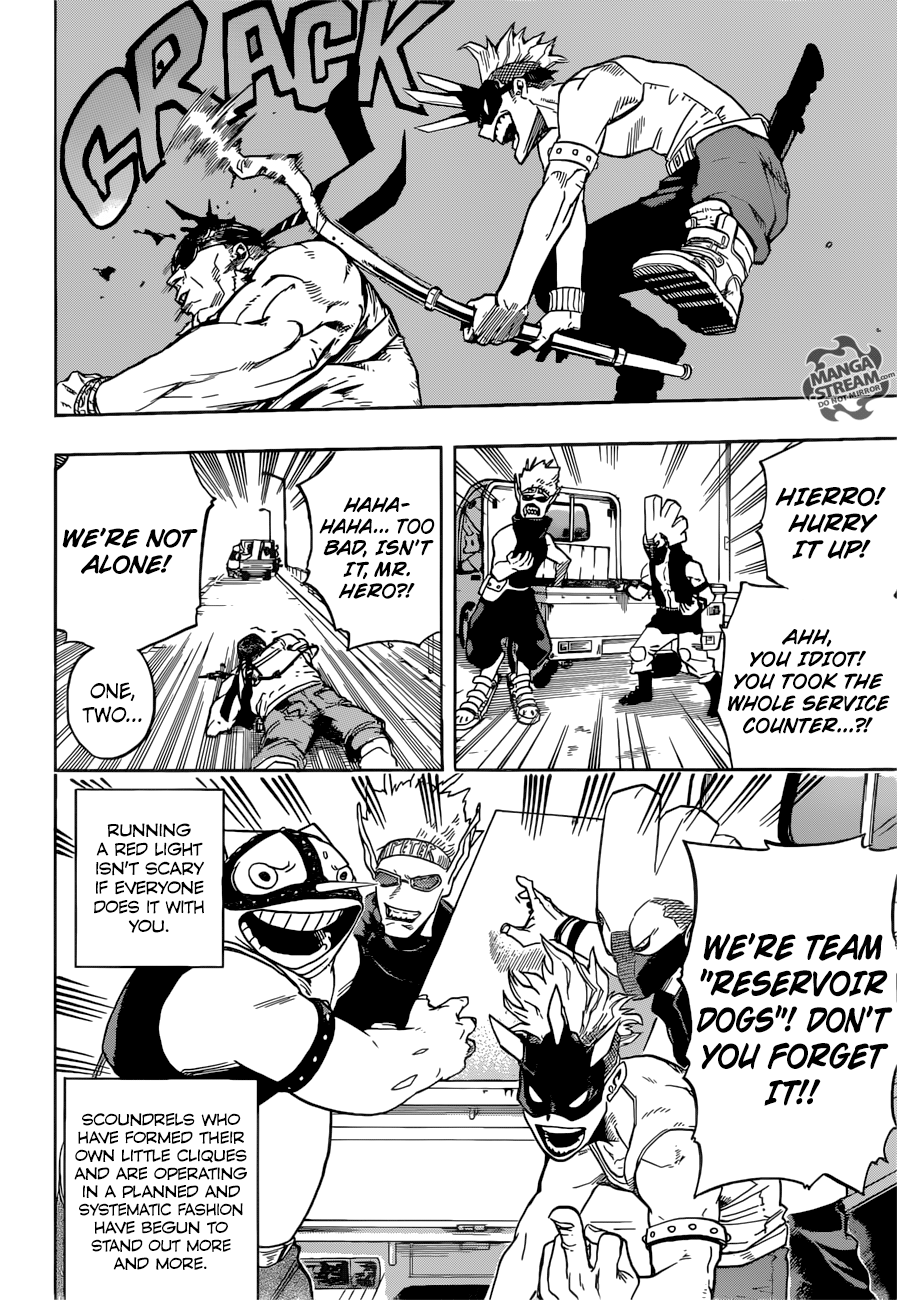 CRACK
MANGA
STREAM.com
DO NOT MIRROR
HIERRO!
HURRY
IT UP!
AHH,
YOU IDIOT!
YOU TOOK THE
WHOLE SERVICE
COUNTER...?!
HAHA-
HAHA... TOO
BAD, ISN'T
IT, MR.
HERO?!
WE'RE NOT
ALONE!
ONE,
TWO...
RUNNING
A RED LIGHT
ISN'T SCARY
IF EVERYONE
DOES IT WITH
YOU.
PETER
WE'RE TEAM
"RESERVOIR
DOGS"! DON'T
YOU FORGET
IT!!
SCOUNDRELS WHO
HAVE FORMED THEIR
OWN LITTLE CLIQUES
AND ARE OPERATING
IN A PLANNED AND
SYSTEMATIC FASHION
HAVE BEGUN TO
STAND OUT MORE
AND MORE.